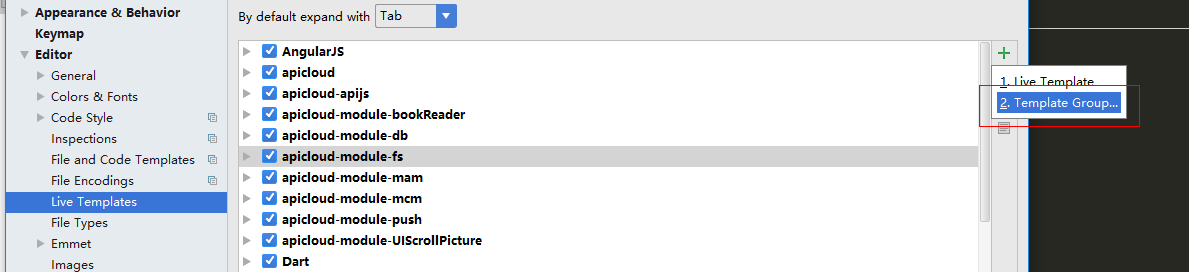 Appearance & Behavior
Keymap
Editor
General
Colors & Fonts
Code Style
Inspections
File and Code Templates
File Encodings
Live Templates
File Types
Emmet
Images
By default expand with Tab
AngularJS
apicloud
apicloud-apijs
apicloud-module-bookReader
apicloud-module-db
apicloud-module-fs
apicloud-module-mam
apicloud-module-mcm
apicloud-module-push
apicloud-module-UIScrollPicture
Dart
1. Live Template
2. Template Group...